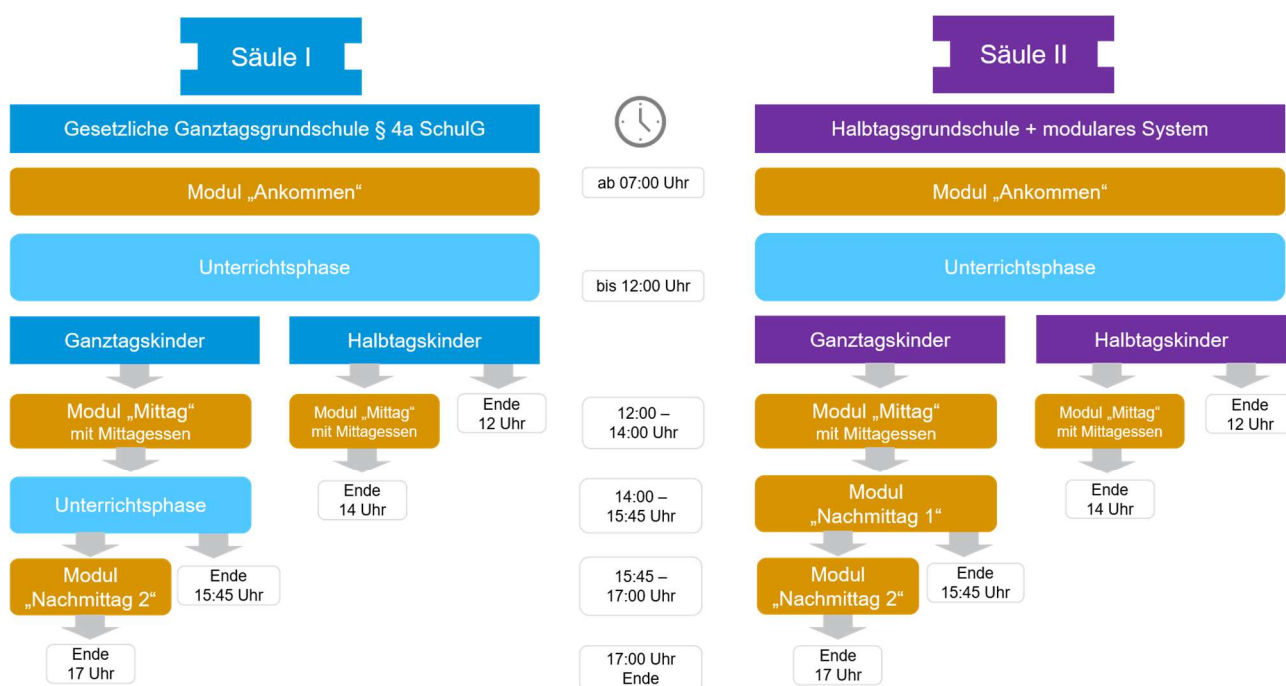 Säule I
Gesetzliche Ganztagsgrundschule § 4a SchulG
Modul „Ankommen“
Unterrichtsphase
Ganztagskinder
Halbtagskinder
Modul „Mittag“
mit Mittagessen
Modul „Mittag“
mit Mittagessen
Ende
12 Uhr
Unterrichtsphase
Ende
14 Uhr
Modul
„Nachmittag 2“
Ende
15:45 Uhr
Ende
17 Uhr
ab 07:00 Uhr
bis 12:00 Uhr
12:00 –
14:00 Uhr
14:00 –
15:45 Uhr
15:45 –
17:00 Uhr
17:00 Uhr
Ende
Säule II
Halbtagsgrundschule + modulares System
Modul „Ankommen“
Unterrichtsphase
Ganztagskinder
Halbtagskinder
Modul „Mittag“
mit Mittagessen
Modul „Mittag“
mit Mittagessen
Ende
12 Uhr
Modul
„Nachmittag 1“
Ende
14 Uhr
Modul
„Nachmittag 2“
Ende
15:45 Uhr
Ende
17 Uhr